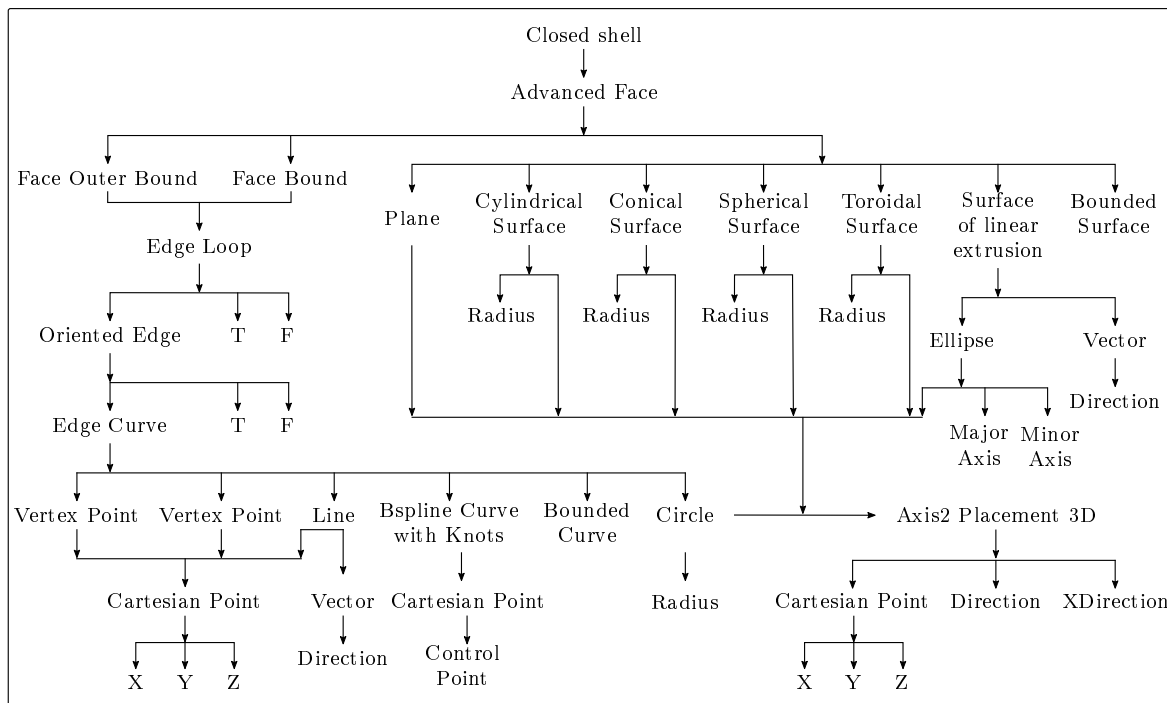 Closed shell
Advanced Face
Face Outer Bound
Face Bound
Plane
Cylindrical
Surface
Conical
Surface
Spherical
Surface
Toroidal
Surface
Surface
of linear
extrusion
Bounded
Surface
Edge Loop
Radius
Radius
Radius
Radius
Oriented Edge
T
F
Ellipse
Vector
Direction
Edge Curve
T
F
Major
Axis
Minor
Axis
Vertex Point
Vertex Point
Line
Bspline Curve
with Knots
Bounded
Curve
Circle
Axis2 Placement 3D
Cartesian Point
Vector
Cartesian Point
Radius
Cartesian Point
Direction
XDirection
Direction
Control
Point
X
Y
Z
X
Y
Z